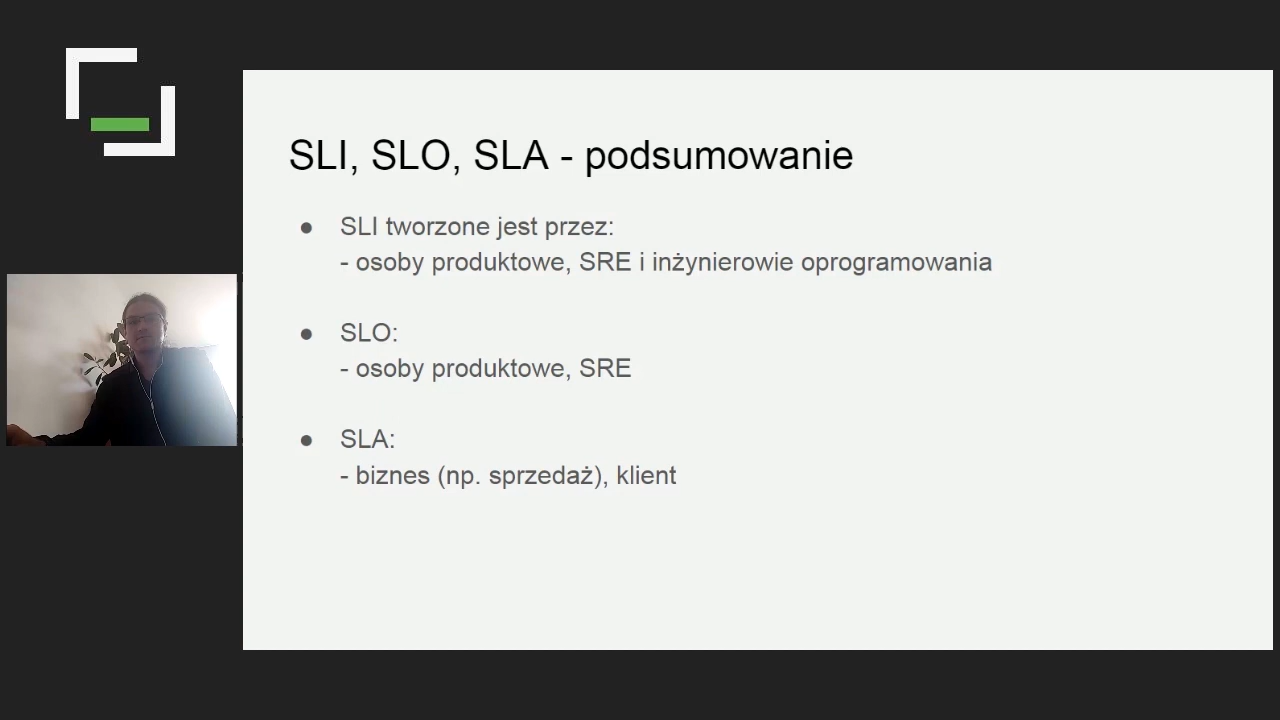 SLI, SLO, SLA - podsumowanie
● SLI tworzone jest przez:
- osoby produktowe, SRE i inżynierowie oprogramowania
● SLO:
- osoby produktowe, SRE
● SLA:
- biznes (np. sprzedaż), klient